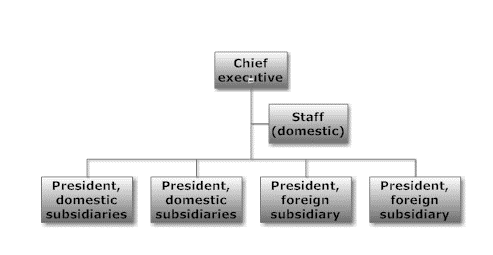 Chief
executive
Staff
(domestic)
President,
domestic
subsidiaries
President,
domestic
subsidiaries
President,
foreign
subsidiary
President,
foreign
subsidiary